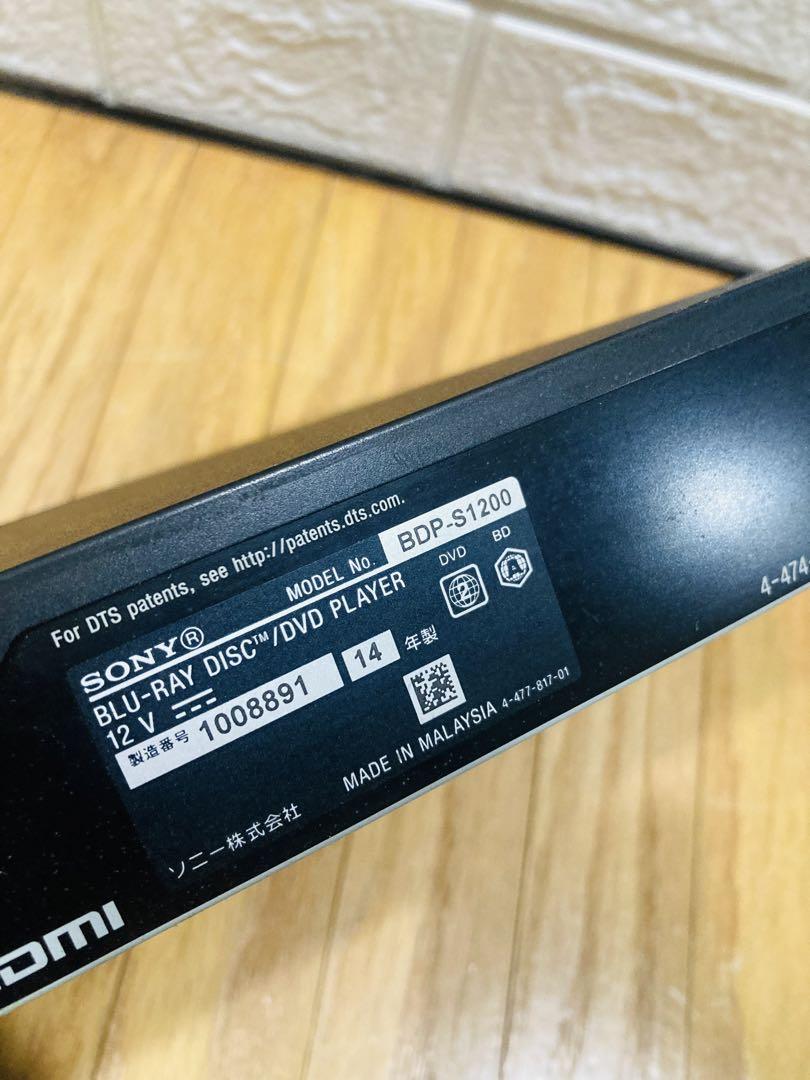 For DTS patents, see http://patents.dts.com.
SONY®
MODEL No. BDP-S1200
BLU-RAY DISC™/DVD PLAYER
DVD
BD
2
A
12 V
14 年製
製造番号 1008891
MADE IN MALAYSIA 4-477-817-01
ソニー株式会社
4-474-
DMI